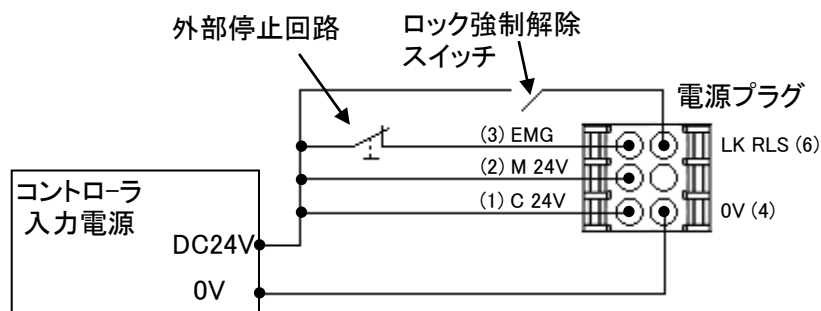 外部停止回路
ロック強制解除
スイッチ
電源プラグ
(3) EMG
LK RLS (6)
(2) M 24V
(1) C 24V
0V (4)
コントローラ
入力電源
DC24V
0V